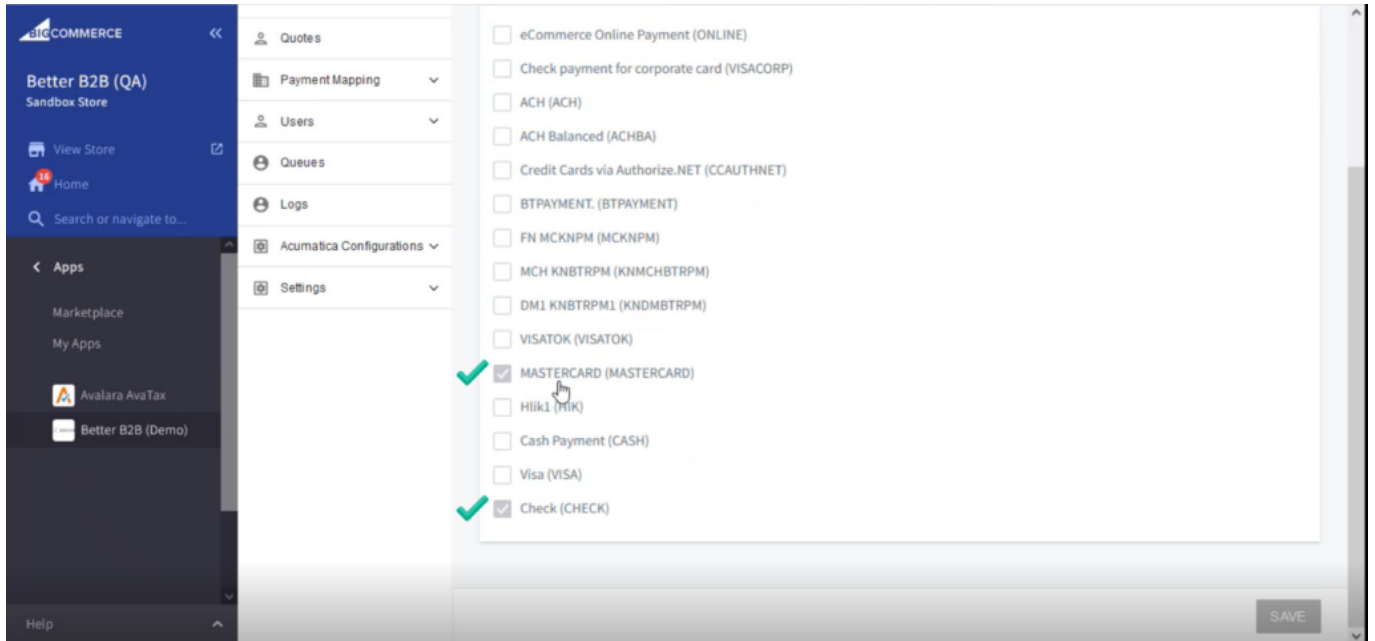 BIGCOMMERCE
Better B2B (QA)
Sandbox Store
View Store
16
Home
Search or navigate to...
Apps
Marketplace
My Apps
Avalara AvaTax
Better B2B (Demo)
Help
Quotes
Payment Mapping
Users
Queues
Logs
Acumatica Configurations
Settings
eCommerce Online Payment (ONLINE)
Check payment for corporate card (VISACORP)
ACH (ACH)
ACH Balanced (ACHBA)
Credit Cards via Authorize.NET (CCAUTHNET)
BTPAYMENT. (BTPAYMENT)
FN MCKNPM (MCKNPM)
MCH KNBTRPM (KNMCHBTRPM)
DM1 KNBTRPM1 (KNDMBTRPM)
VISATOK (VISATOK)
MASTERCARD (MASTERCARD)
Hlik1
Cash Payment (CASH)
Visa (VISA)
Check (CHECK)
SAVE